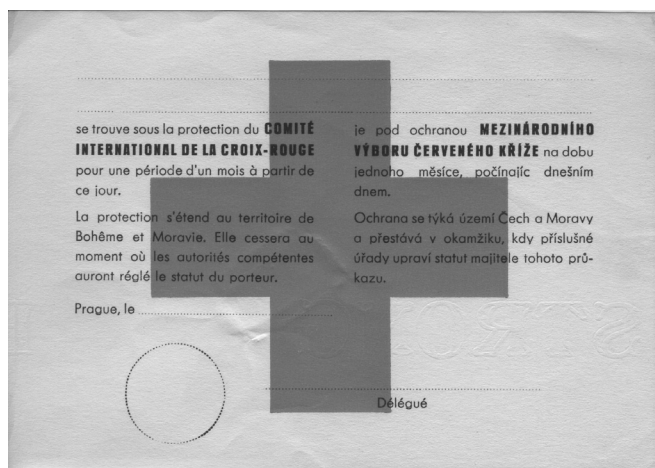 se trouve sous la protection du COMITÉ
INTERNATIONAL DE LA CROIX-ROUGE
pour une période d'un mois à partir de
ce jour.
La protection s'étend au territoire de
Bohême et Moravie. Elle cessera au
moment où les autorités compétentes
auront réglé le statut du porteur.
je pod ochranou MEZINÁRODNÍHO
VÝBORU ČERVENÉHO KŘÍŽE na dobu
jednoho měsíce, počínajíc dnešním
dnem.
Ochrana se týká území Čech a Moravy
a přestává v okamžiku, kdy příslušné
úřady upraví statut majitele tohoto prů-
kazu.
Prague, le
Délégué